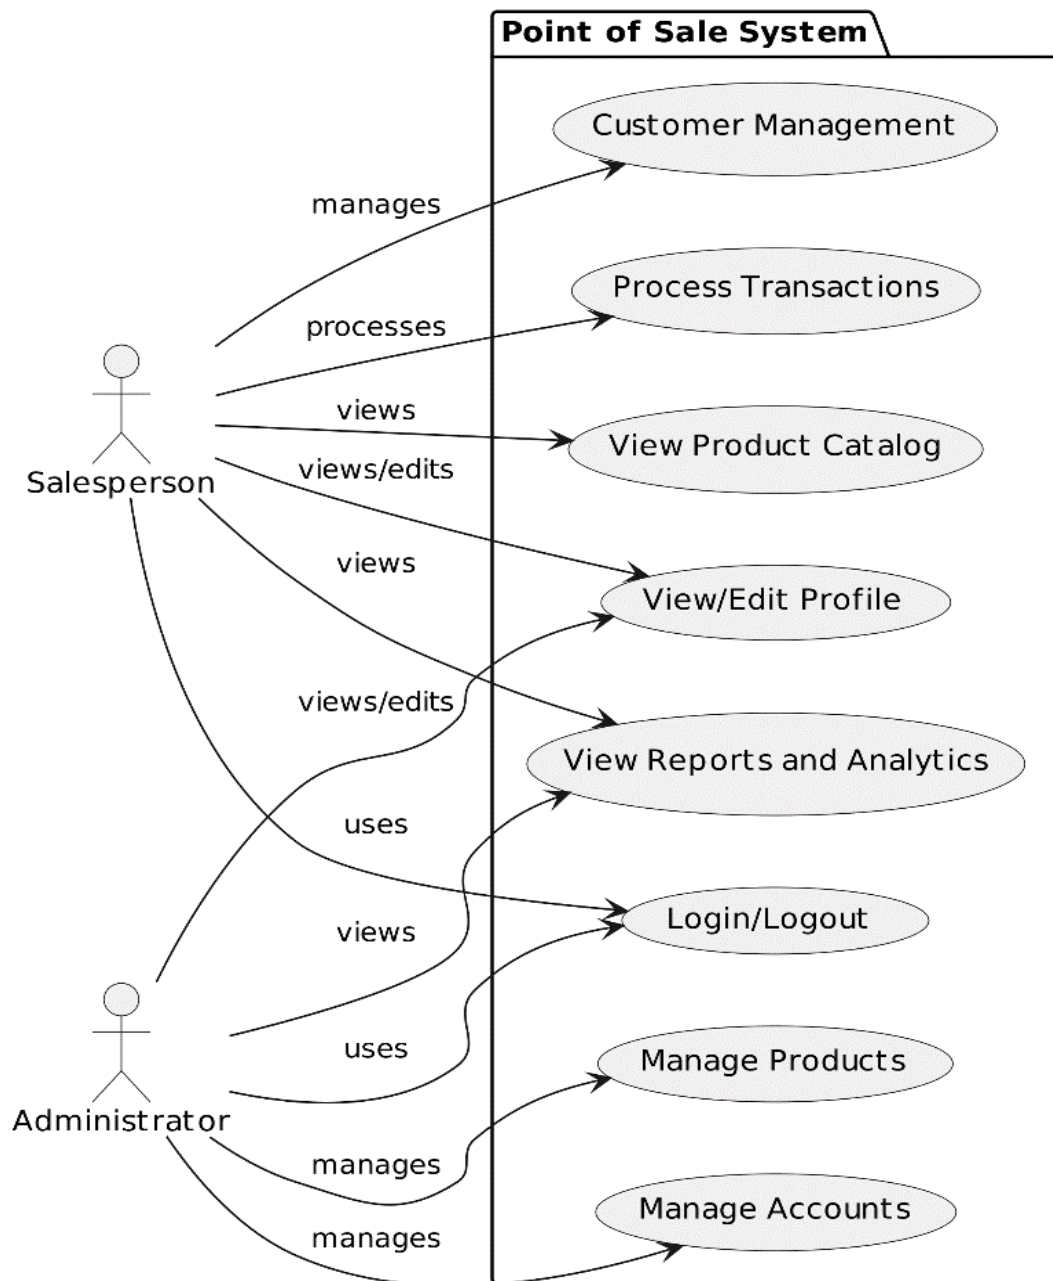 Point of Sale System
Customer Management
manages
Process Transactions
processes
views
View Product Catalog
views/edits
Salesperson
views
View/Edit Profile
views/edits
View Reports and Analytics
uses
Login/Logout
views
uses
Manage Products
Administrator
manages
Manage Accounts
manages